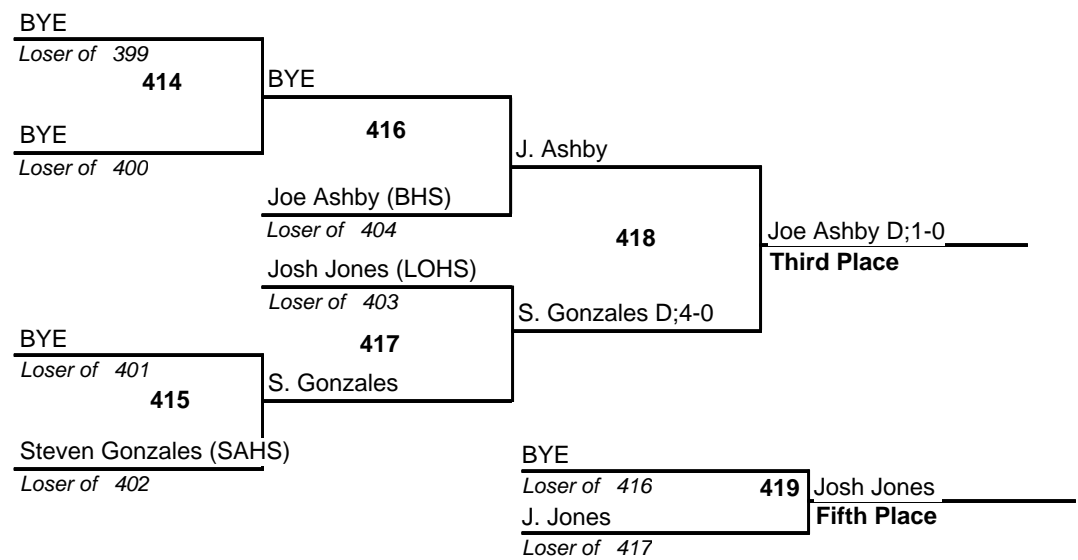 BYE
Loser of 399
414
BYE
BYE
Loser of 400
416
J. Ashby
Joe Ashby (BHS)
Loser of 404
418
Joe Ashby D;1-0
Third Place
Josh Jones (LOHS)
Loser of 403
S. Gonzales D;4-0
BYE
Loser of 401
417
415
S. Gonzales
Steven Gonzales (SAHS)
Loser of 402
BYE
Loser of 416
419
Josh Jones
Fifth Place
J. Jones
Loser of 417